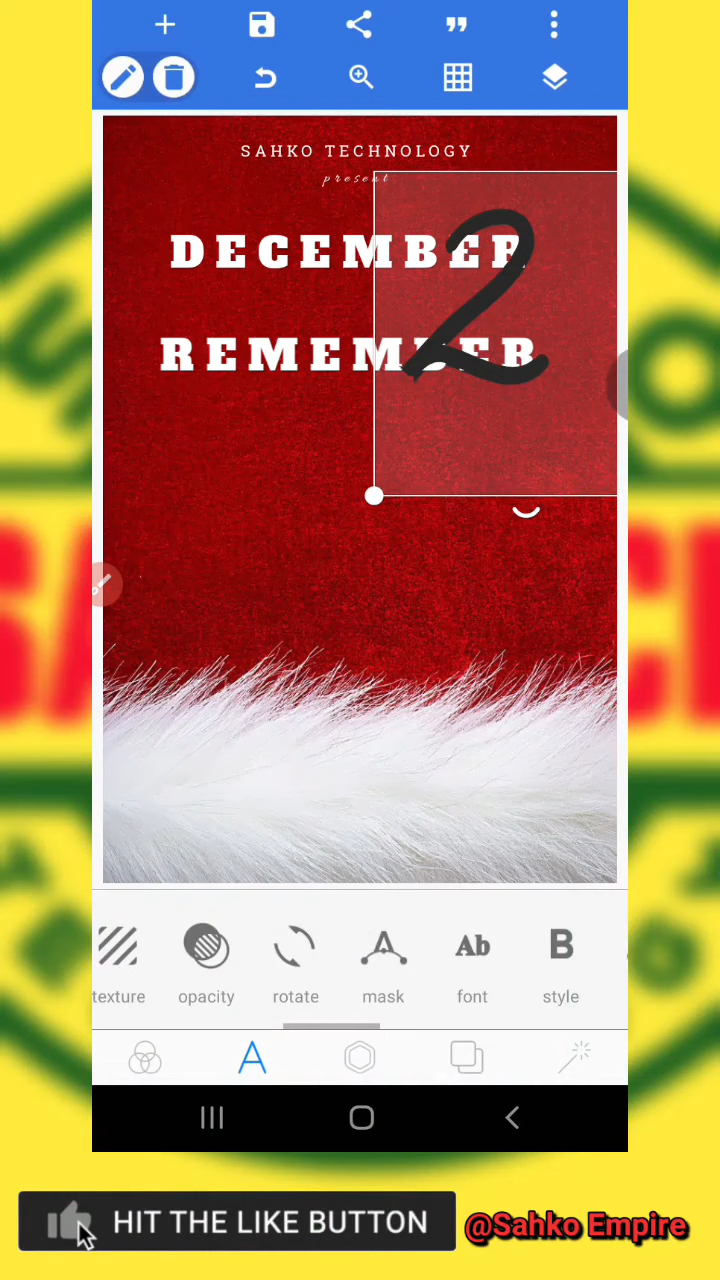 SAHKO TECHNOLOGY
present
DECEMBER
2
REMEMBER
texture
opacity
rotate
mask
Ab
font
B
style
A
HIT THE LIKE BUTTON
@Sahko Empire